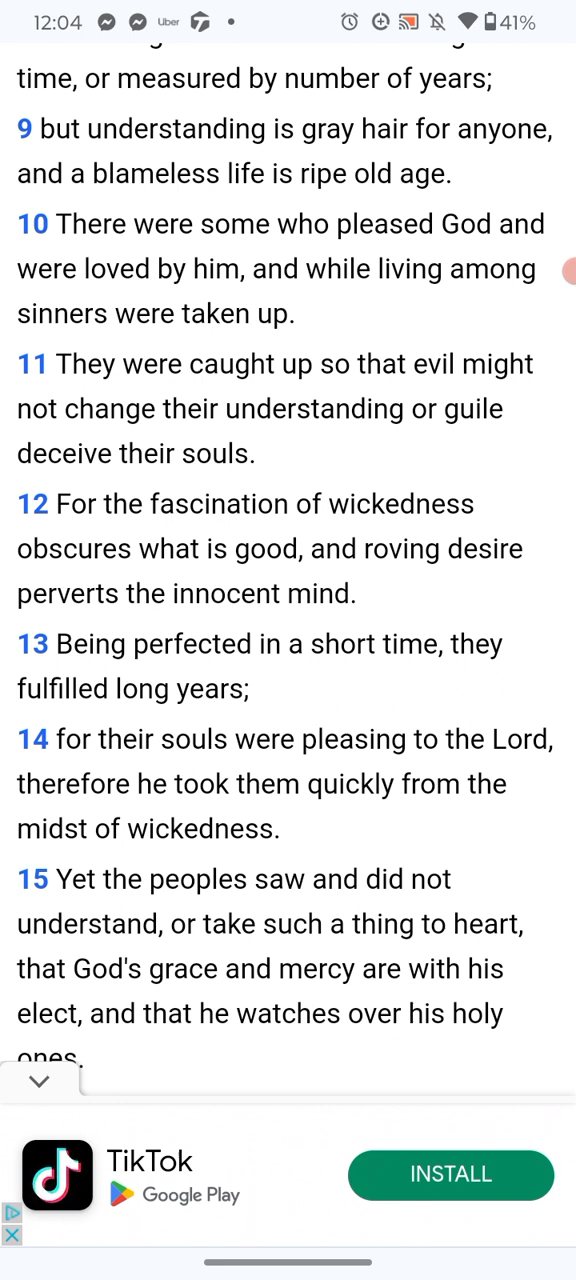 12:04 Uber 41%
time, or measured by number of years;
9 but understanding is gray hair for anyone,
and a blameless life is ripe old age.
10 There were some who pleased God and
were loved by him, and while living among
sinners were taken up.
11 They were caught up so that evil might
not change their understanding or guile
deceive their souls.
12 For the fascination of wickedness
obscures what is good, and roving desire
perverts the innocent mind.
13 Being perfected in a short time, they
fulfilled long years;
14 for their souls were pleasing to the Lord,
therefore he took them quickly from the
midst of wickedness.
15 Yet the peoples saw and did not
understand, or take such a thing to heart,
that God's grace and mercy are with his
elect, and that he watches over his holy
ones.
TikTok
Google Play
INSTALL